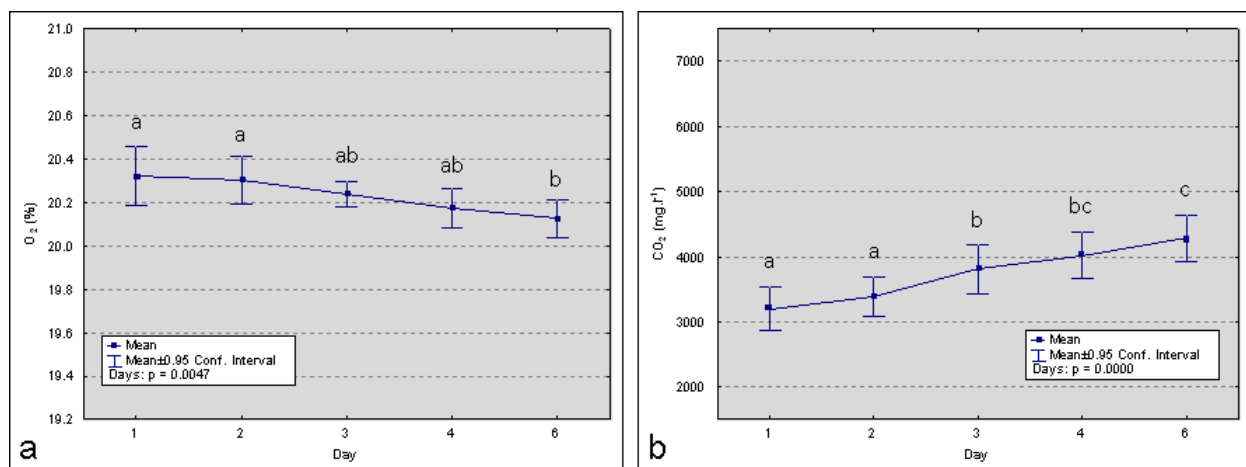 21.0
20.8
20.6
20.4
20.2
20.0
19.8
19.6
19.4
19.2
O₂ (%)
a
a
ab
ab
b
Mean
Mean±0.95 Conf. Interval
Days: p = 0.0047
1 2 3 4 6
Day
a
7000
6000
5000
4000
3000
2000
CO₂ (mg.l⁻¹)
a
a
b
bc
c
Mean
Mean±0.95 Conf. Interval
Days: p = 0.0000
1 2 3 4 6
Day
b